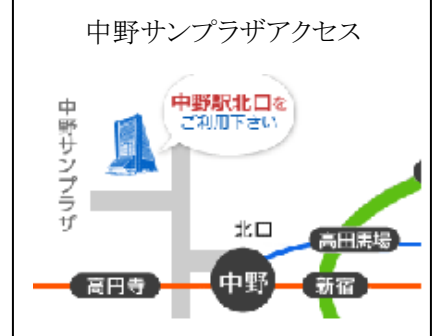 中野サンプラザアクセス
中野駅北口を
ご利用下さい
中野サンプラザ
北口
高田馬場
高円寺
中野
新宿